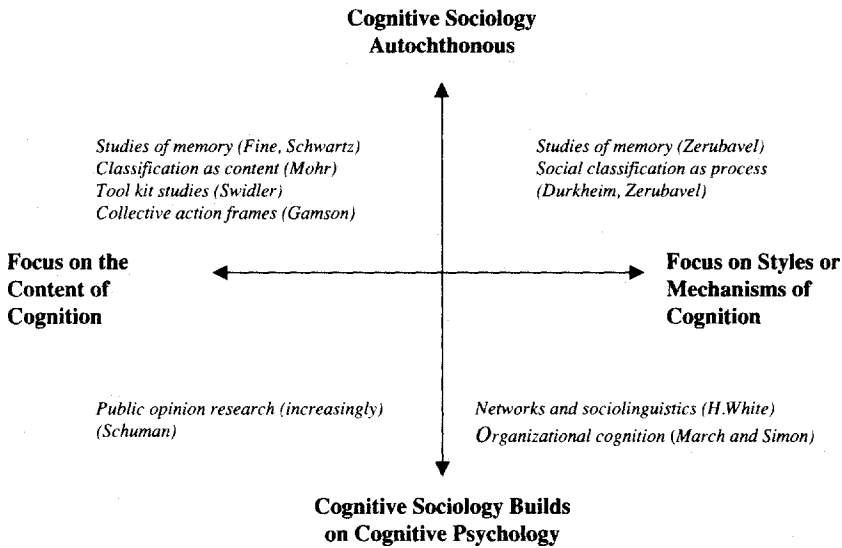 Cognitive Sociology
Autochthonous
Studies of memory (Fine, Schwartz)
Classification as content (Mohr)
Tool kit studies (Swidler)
Collective action frames (Gamson)
Studies of memory (Zerubavel)
Social classification as process
(Durkheim, Zerubavel)
Focus on the
Content of
Cognition
Focus on Styles or
Mechanisms of
Cognition
Public opinion research (increasingly)
(Schuman)
Networks and sociolinguistics (H.White)
Organizational cognition (March and Simon)
Cognitive Sociology Builds
on Cognitive Psychology